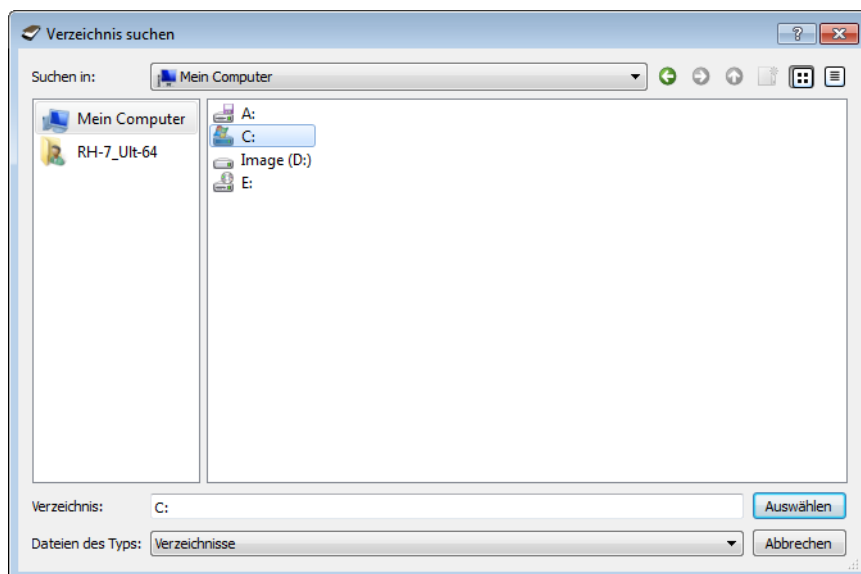 Verzeichnis suchen
Suchen in: Mein Computer
Mein Computer
RH-7_Ult-64
A:
C:
Image (D:)
E:
Verzeichnis: C: Auswählen
Dateien des Typs: Verzeichnisse Abbrechen